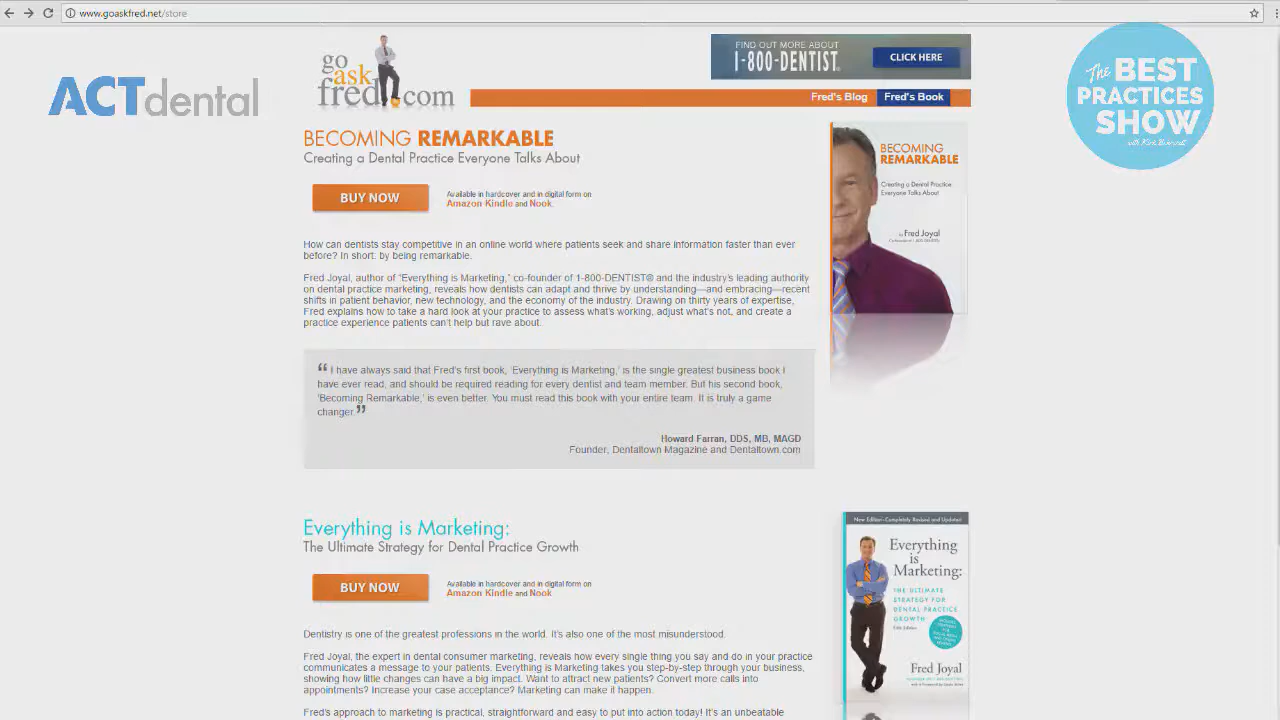 www.goaskfred.net/store
FIND OUT MORE ABOUT
1-800-DENTIST
CLICK HERE
go
ask
fred.com
Fred's Blog
Fred's Book
ACTdental
The BEST
PRACTICES
SHOW
BECOMING REMARKABLE
Creating a Dental Practice Everyone Talks About
BUY NOW
Available in hardcover and in digital form on
Amazon Kindle and Nook.
How can dentists stay competitive in an online world where patients seek and share information faster than ever
before? In short: by being remarkable.
Fred Joyal, author of "Everything is Marketing," co-founder of 1-800-DENTIST® and the industry's leading authority
on dental practice marketing, reveals how dentists can adapt and thrive by understanding—and embracing—recent
shifts in patient behavior, new technology, and the economy of the industry. Drawing on thirty years of expertise,
Fred explains how to take a hard look at your practice to assess what's working, adjust what's not, and create a
practice experience patients can't help but rave about.
BECOMING
REMARKABLE
Creating a Dental Practice
Everyone Talks About
by Fred Joyal
“ I have always said that Fred's first book, 'Everything is Marketing,' is the single greatest business book I
have ever read, and should be required reading for every dentist and team member. But his second book,
'Becoming Remarkable,' is even better. You must read this book with your entire team. It is truly a game
changer. ”
Howard Farran, DDS, MB, MAGD
Founder, Dentaltown Magazine and Dentaltown.com
Everything is Marketing:
The Ultimate Strategy for Dental Practice Growth
BUY NOW
Available in hardcover and in digital form on
Amazon Kindle and Nook
Dentistry is one of the greatest professions in the world. It's also one of the most misunderstood.
Fred Joyal, the expert in dental consumer marketing, reveals how every single thing you say and do in your practice
communicates a message to your patients. Everything is Marketing takes you step-by-step through your business,
showing how little changes can have a big impact. Want to attract new patients? Convert more calls into
appointments? Increase your case acceptance? Marketing can make it happen.
Fred's approach to marketing is practical, straightforward and easy to put into action today! It's an unbeatable
New Edition—Completely Revised and Updated
Everything
is
Marketing:
THE ULTIMATE
STRATEGY FOR
DENTAL PRACTICE
GROWTH
Fred Joyal